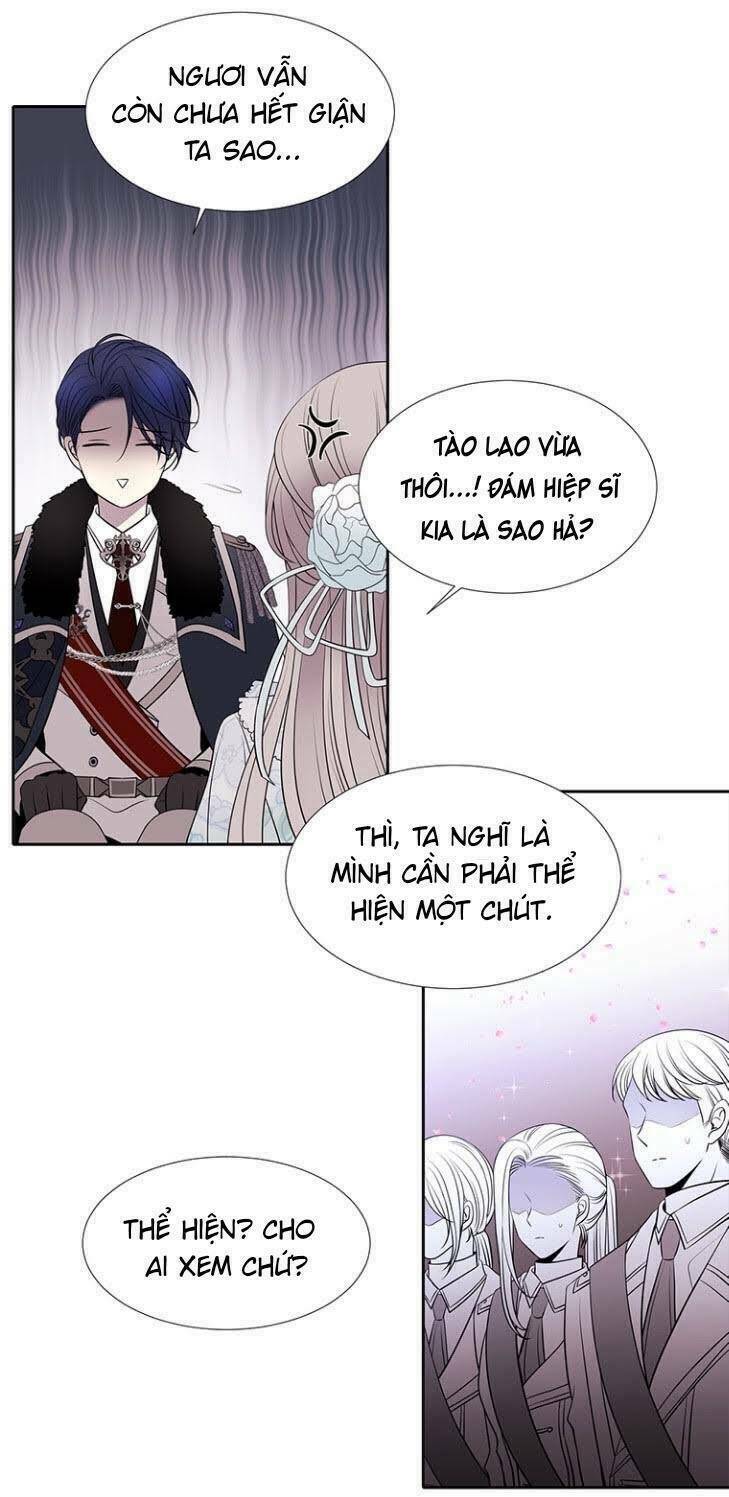 NGƯƠI VẪN
CÒN CHƯA HẾT GIẬN
TA SAO...
TÀO LAO VỪA
THÔI...! ĐÁM HIỆP SĨ
KIA LÀ SAO HẢ?
THÌ, TA NGHĨ LÀ
MÌNH CẦN PHẢI THỂ
HIỆN MỘT CHÚT.
THỂ HIỆN? CHO
AI XEM CHỨ?